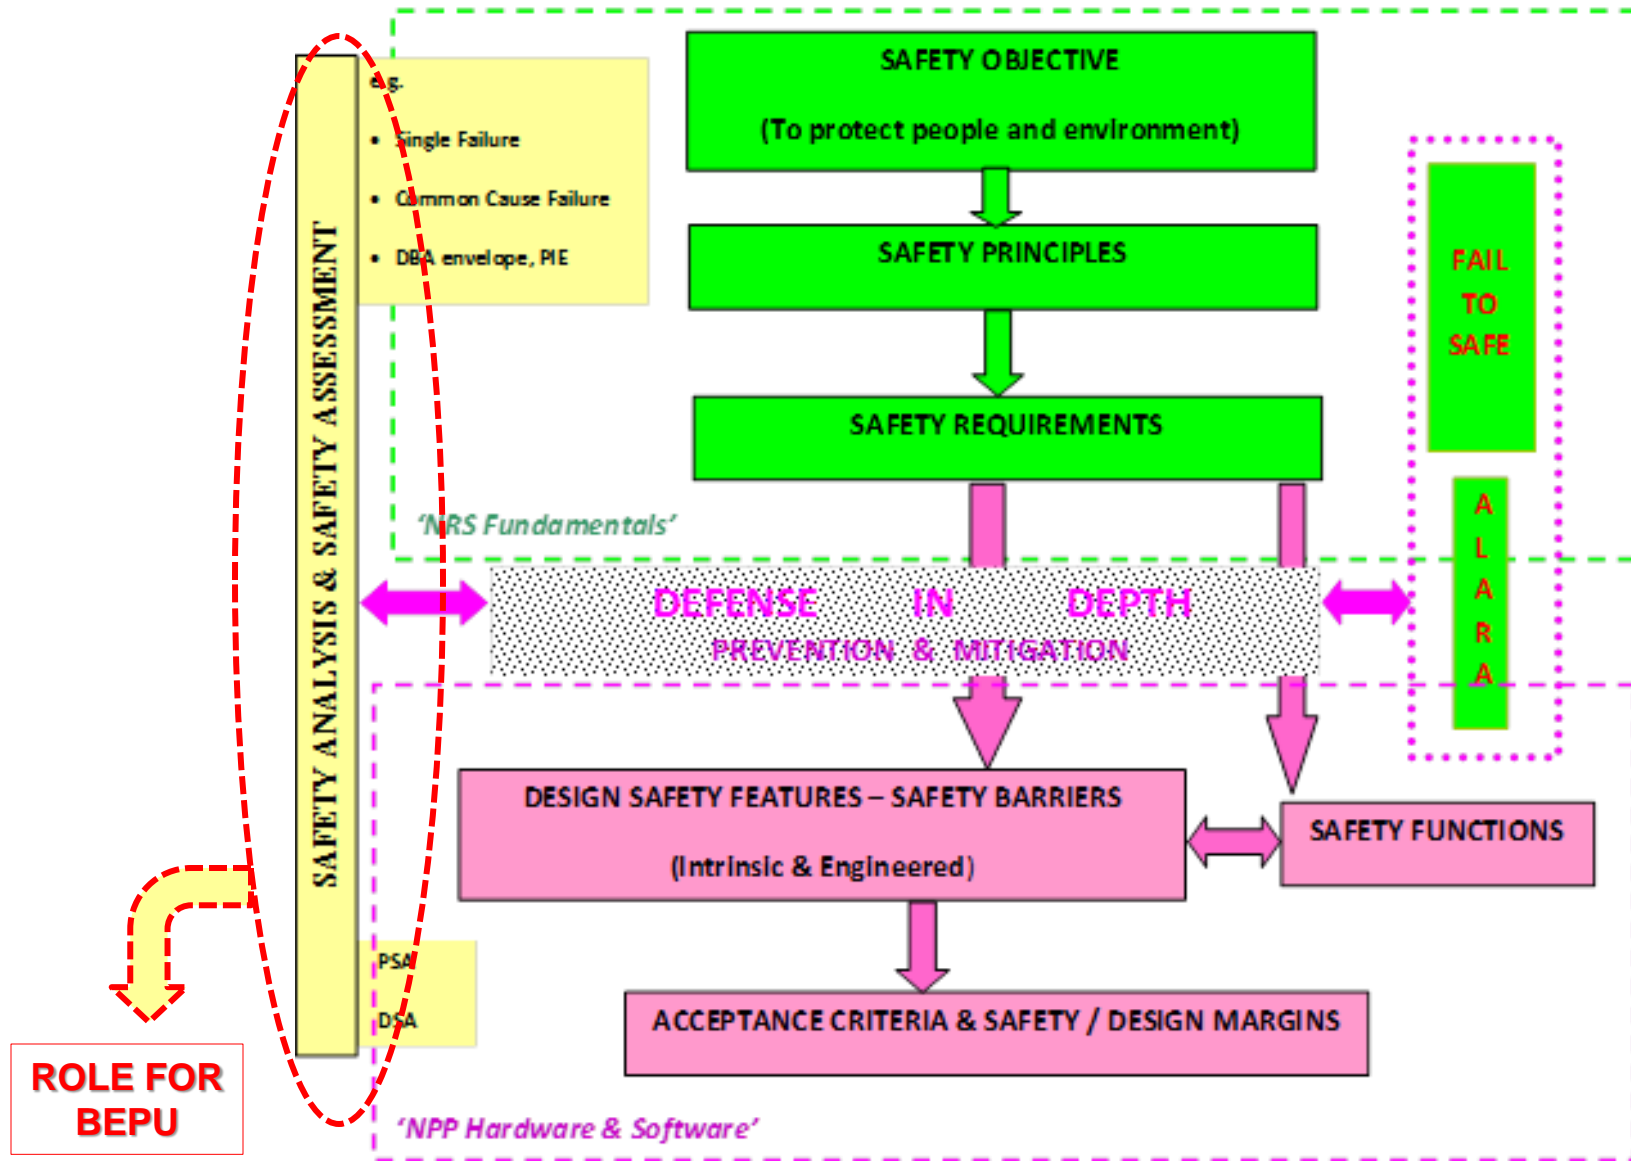 SAFETY OBJECTIVE
(To protect people and environment)
e.g.
• Single Failure
• Common Cause Failure
• DBA envelope, PIE
SAFETY PRINCIPLES
SAFETY REQUIREMENTS
FAIL
TO
SAFE
A
L
A
R
A
SAFETY ANALYSIS & SAFETY ASSESSMENT
‘NRS Fundamentals’
DEFENSE IN DEPTH
PREVENTION & MITIGATION
DESIGN SAFETY FEATURES – SAFETY BARRIERS
(Intrinsic & Engineered)
SAFETY FUNCTIONS
PSA
DSA
ACCEPTANCE CRITERIA & SAFETY / DESIGN MARGINS
‘NPP Hardware & Software’
ROLE FOR
BEPU